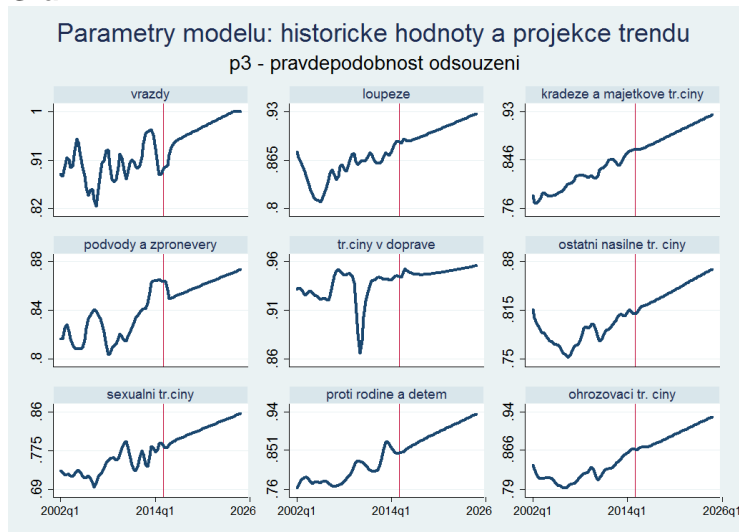 Parametry modelu: historicke hodnoty a projekce trendu
p3 - pravdepodobnost odsouzeni
vrazdy
loupeze
kradeze a majetkove tr.ciny
1
.91
.82
.93
.865
.8
.93
.846
.76
podvody a zpronevery
tr.ciny v doprave
ostatni nasilne tr. ciny
.88
.84
.8
.96
.91
.86
.88
.815
.75
sexualni tr.ciny
proti rodine a detem
ohrozovaci tr. ciny
.86
.775
.69
.94
.851
.76
.94
.866
.79
2002q1 2014q1 2026
2002q1 2014q1 2026
2002q1 2014q1 2026q1